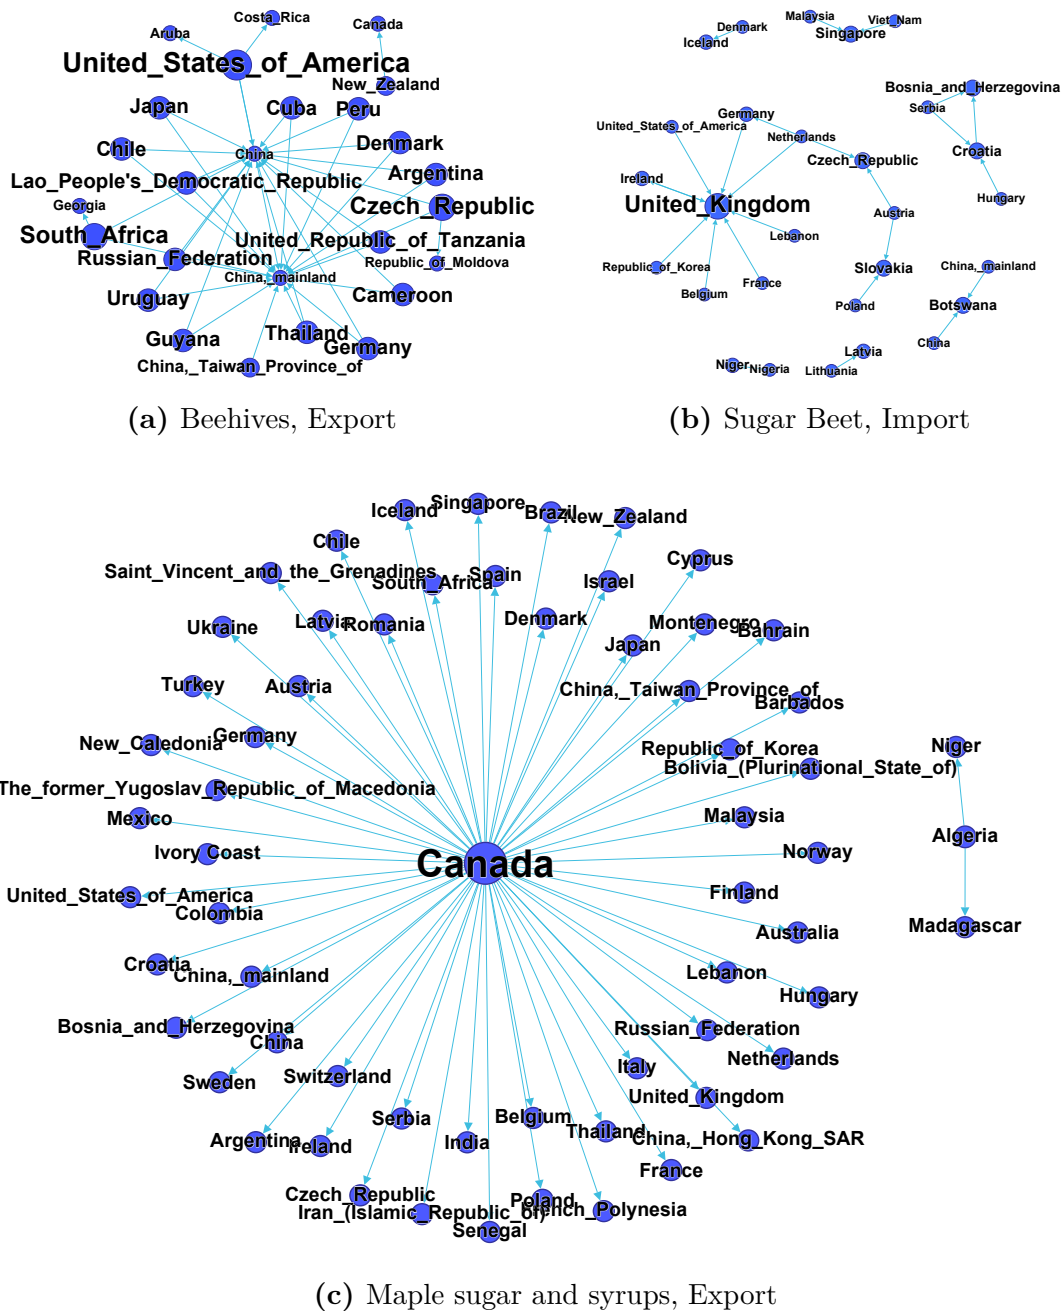 Costa_Rica
Aruba
Canada
United_States_of_America
New_Zealand
Japan
Cuba
Peru
Chile
China
Denmark
Lao_People's_Democratic_Republic
Argentina
Georgia
Czech_Republic
South_Africa
United_Republic_of_Tanzania
Russian_Federation
Republic_of_Moldova
China,_mainland
Uruguay
Cameroon
Guyana
Thailand
Germany
China,_Taiwan_Province_of
(a) Beehives, Export
Malaysia
Viet_Nam
Denmark
Singapore
Iceland
Bosnia_and_Herzegovina
Serbia
Germany
United_States_of_America
Netherlands
Croatia
Czech_Republic
Ireland
Hungary
United_Kingdom
Austria
Lebanon
Republic_of_Korea
Slovakia
China,_mainland
France
Belgium
Poland
Botswana
China
Latvia
Niger
Nigeria
Lithuania
(b) Sugar Beet, Import
Singapore
Iceland
Brazil
New_Zealand
Chile
Cyprus
Saint_Vincent_and_the_Grenadines
South_Africa
Spain
Israel
Ukraine
Latvia
Romania
Denmark
Montenegro
Bahrain
Japan
Turkey
Austria
China,_Taiwan_Province_of
Barbados
New_Caledonia
Germany
Republic_of_Korea
Niger
Bolivia_(Plurinational_State_of)
The_former_Yugoslav_Republic_of_Macedonia
Mexico
Malaysia
Algeria
Ivory Coast
Canada
Norway
United_States_of_America
Finland
Colombia
Australia
Madagascar
Croatia
China,_mainland
Lebanon
Hungary
Bosnia_and_Herzegovina
China
Russian_Federation
Netherlands
Sweden
Switzerland
Italy
United_Kingdom
Serbia
Belgium
Argentina
Ireland
India
Thailand
China,_Hong_Kong_SAR
France
Czech_Republic
Poland
Iran_(Islamic_Republic_of)
French_Polynesia
Senegal
(c) Maple sugar and syrups, Export